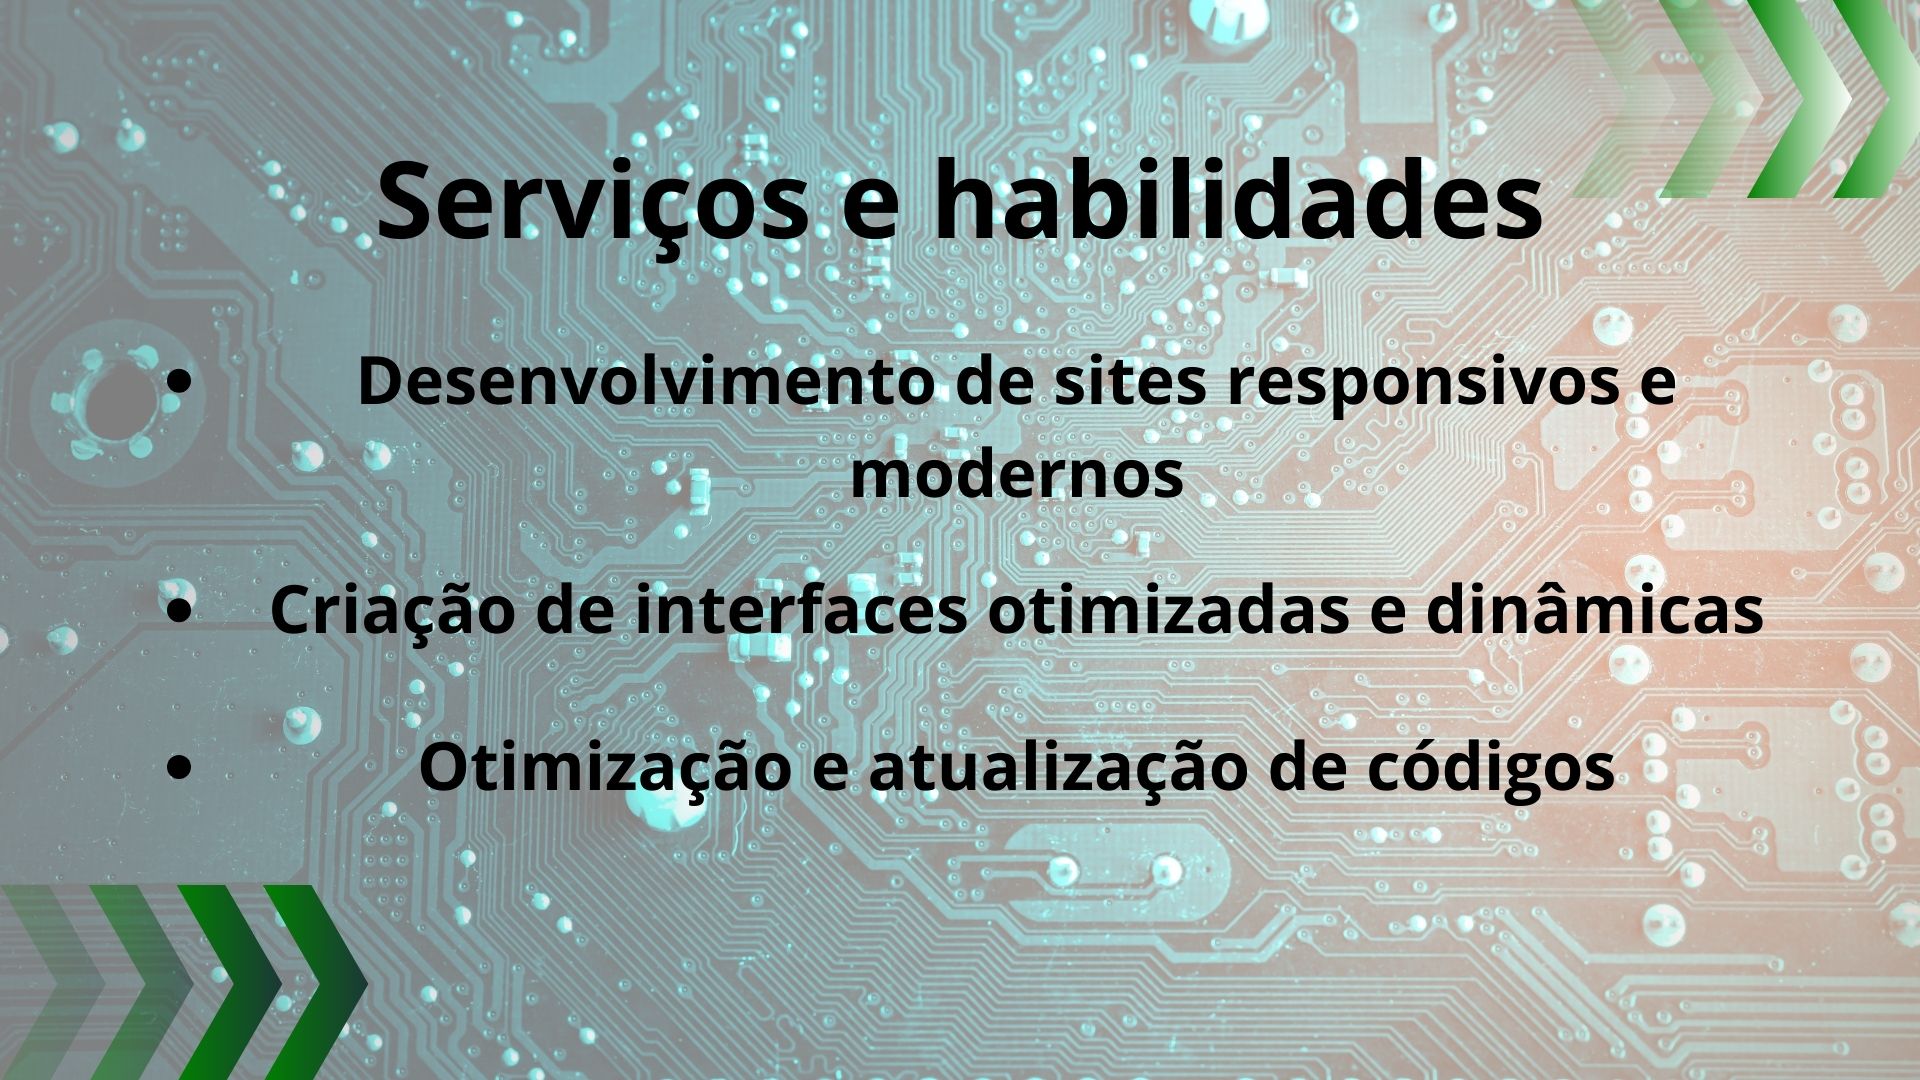 Serviços e habilidades
• Desenvolvimento de sites responsivos e
modernos
• Criação de interfaces otimizadas e dinâmicas
• Otimização e atualização de códigos